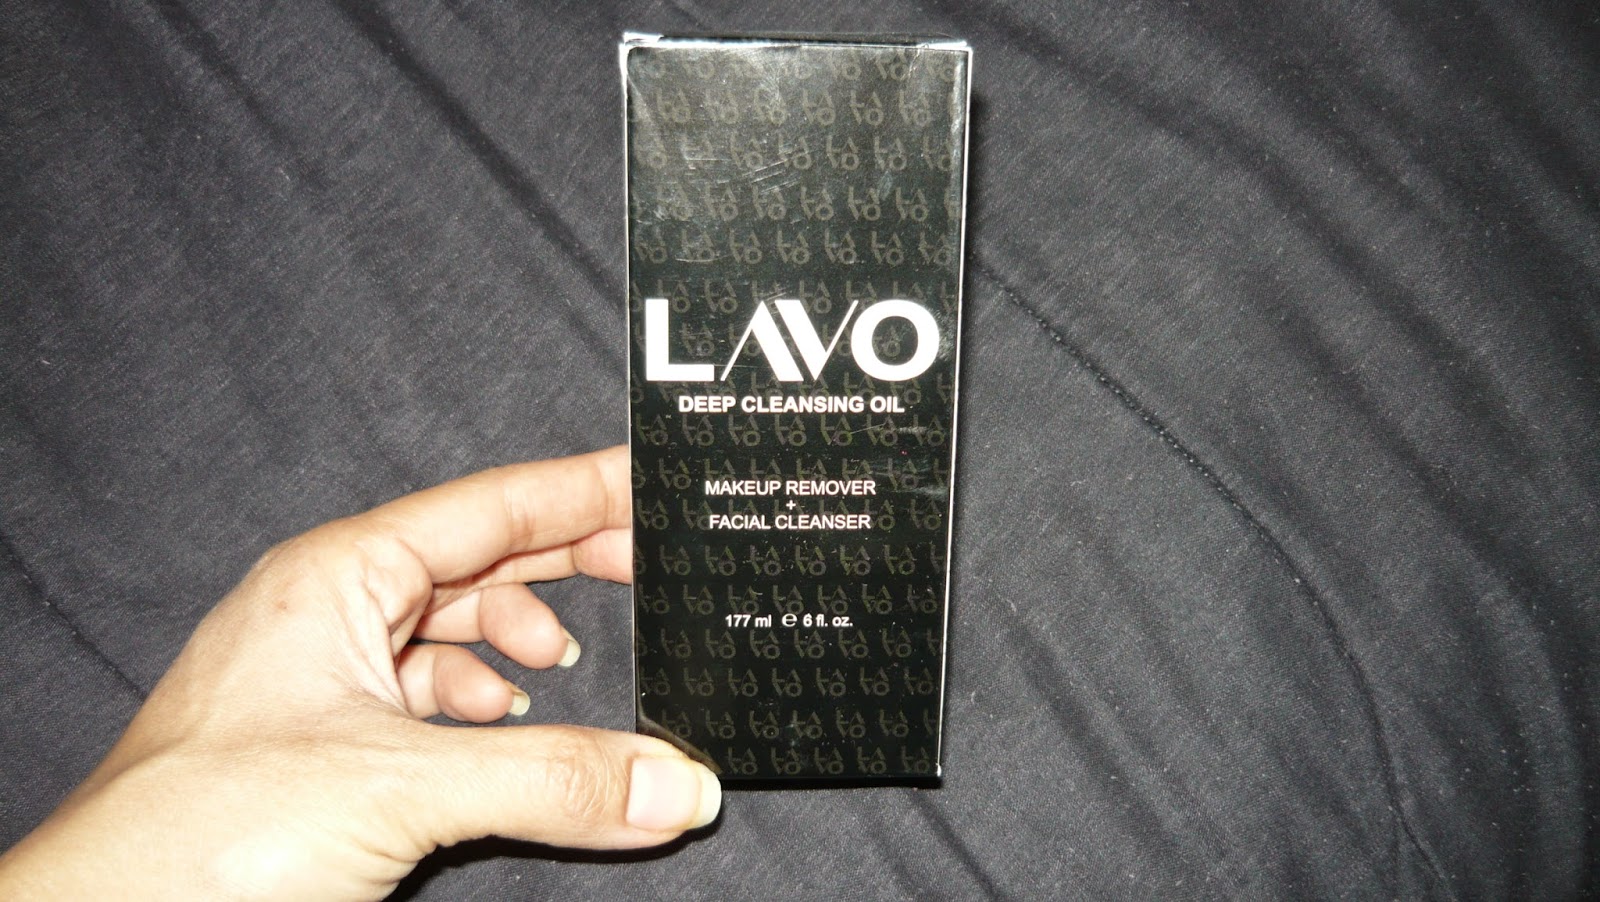 LAVO
DEEP CLEANSING OIL
MAKEUP REMOVER
+
FACIAL CLEANSER
177 ml ℮ 6 fl. oz.